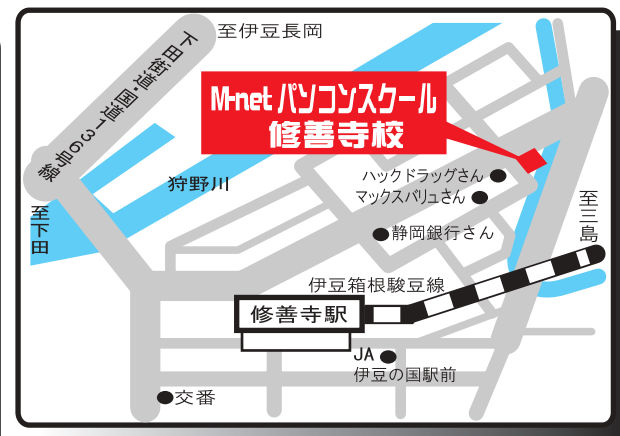 至伊豆長岡
下田街道・国道136号線
M-netパソコンスクール
修善寺校
狩野川
ハックドラッグさん
マックスバリュさん
至下田
至三島
静岡銀行さん
伊豆箱根駿豆線
修善寺駅
JA
伊豆の国駅前
交番